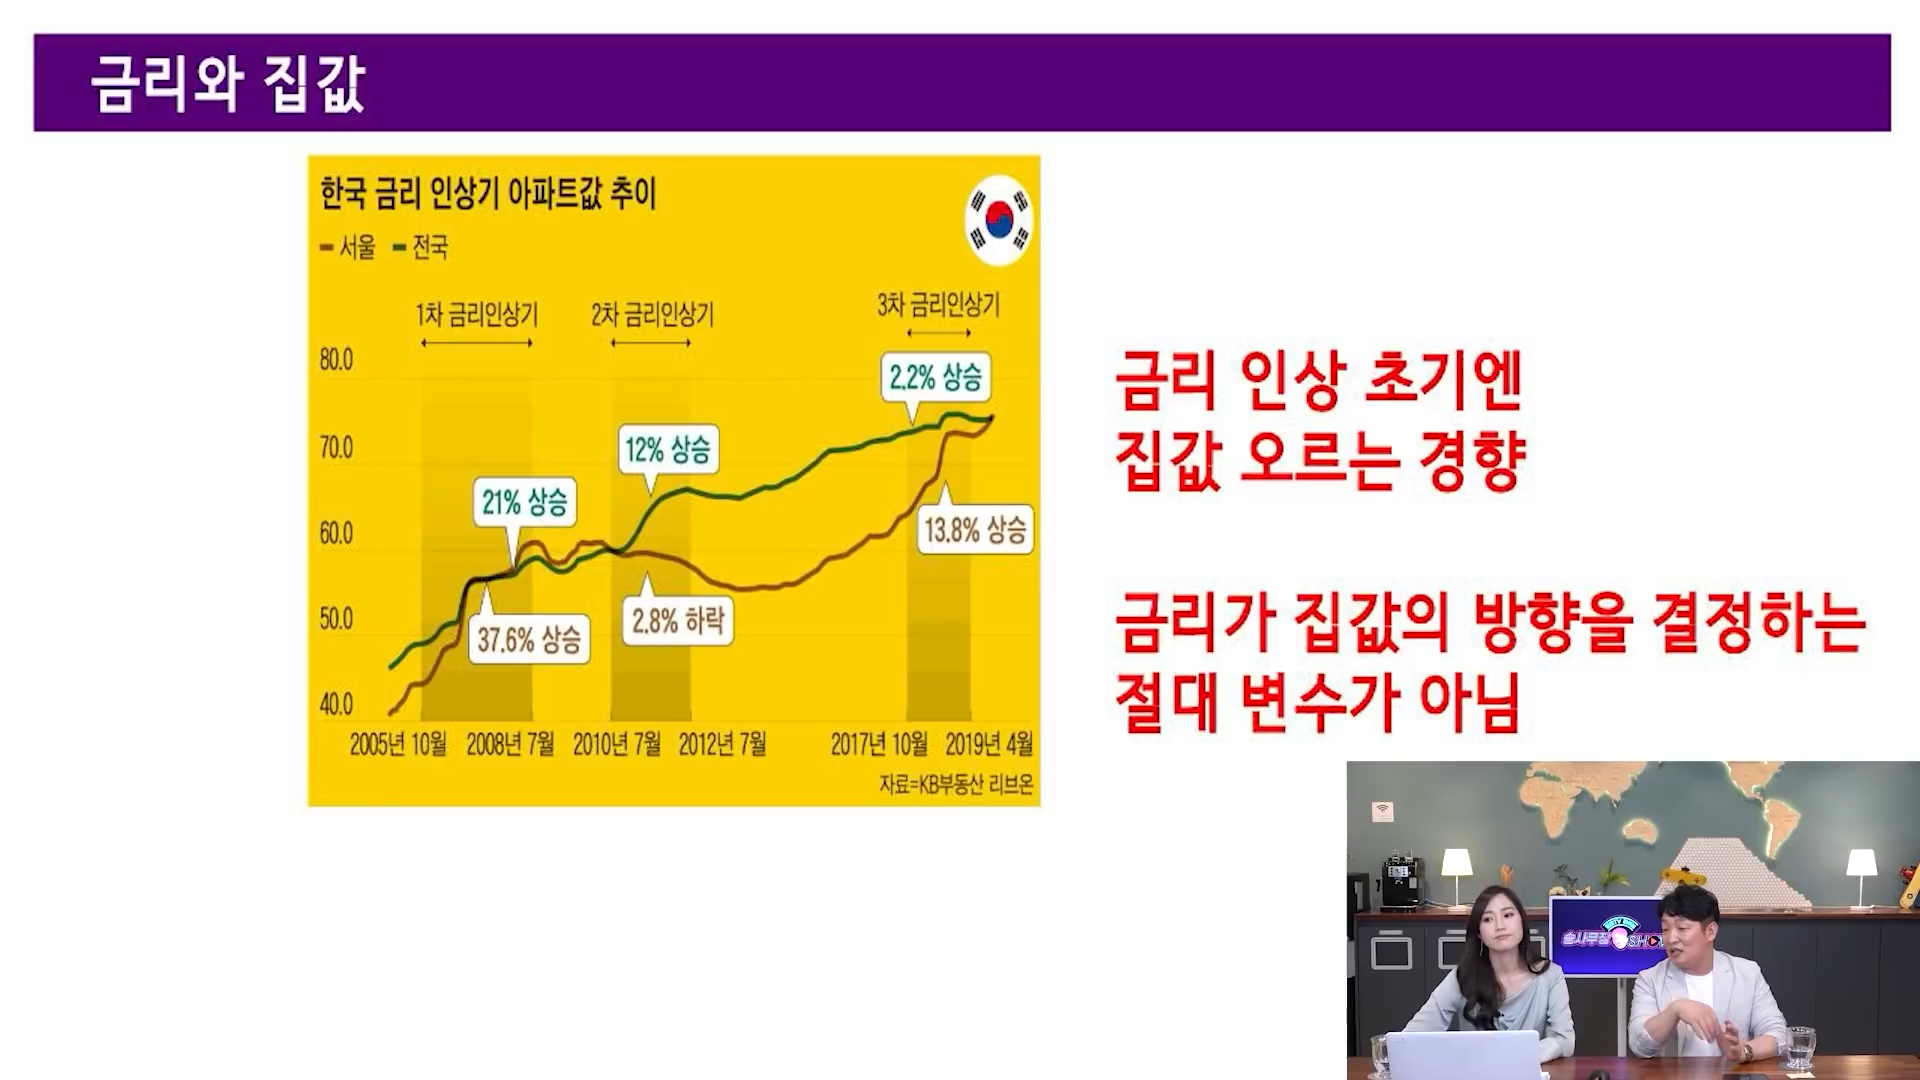 금리와 집값
한국 금리 인상기 아파트값 추이
서울 전국
1차 금리인상기
2차 금리인상기
3차 금리인상기
80.0
70.0
60.0
50.0
40.0
21% 상승
37.6% 상승
12% 상승
2.8% 하락
2.2% 상승
13.8% 상승
2005년 10월 2008년 7월 2010년 7월 2012년 7월 2017년 10월 2019년 4월
자료=KB부동산 리브온
금리 인상 초기엔
집값 오르는 경향
금리가 집값의 방향을 결정하는
절대 변수가 아님